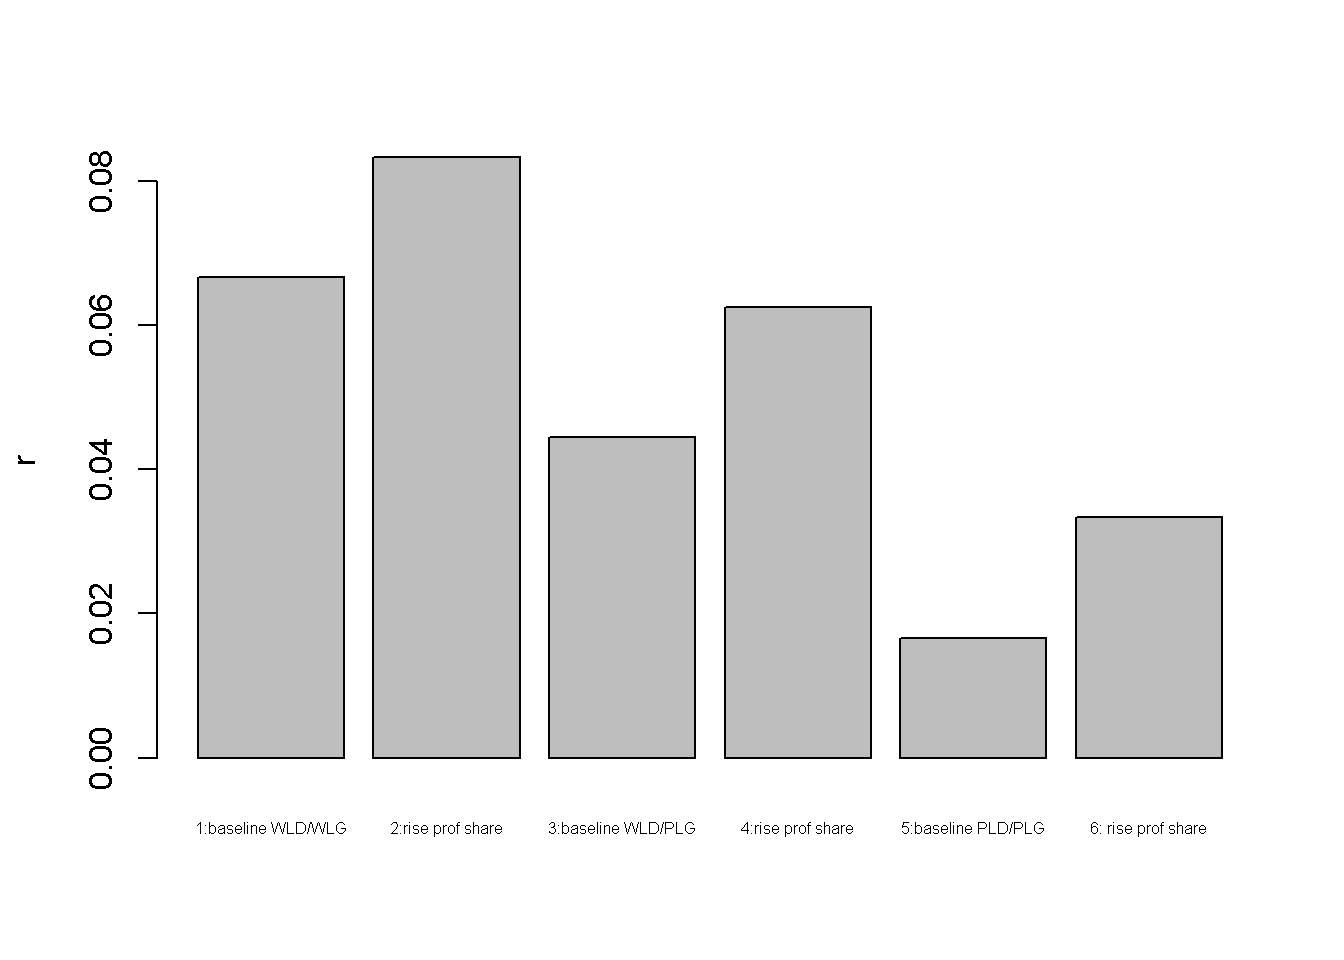 0.08
0.06
0.04
0.02
0.00
r
1:baseline WLD/WLG
2:rise prof share
3:baseline WLD/PLG
4:rise prof share
5:baseline PLD/PLG
6: rise prof share